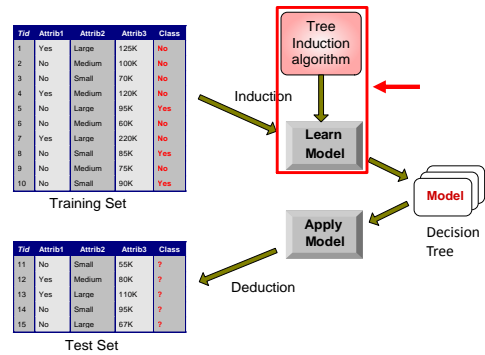 Tid Attrib1 Attrib2 Attrib3 Class
1 Yes Large 125K No
2 No Medium 100K No
3 No Small 70K No
4 Yes Medium 120K No
5 No Large 95K Yes
6 No Medium 60K No
7 Yes Large 220K No
8 No Small 85K Yes
9 No Medium 75K No
10 No Small 90K Yes
Training Set
Tree
Induction
algorithm
Induction
Learn
Model
Model
Decision
Tree
Apply
Model
Deduction
Tid Attrib1 Attrib2 Attrib3 Class
11 No Small 55K ?
12 Yes Medium 80K ?
13 Yes Large 110K ?
14 No Small 95K ?
15 No Large 67K ?
Test Set